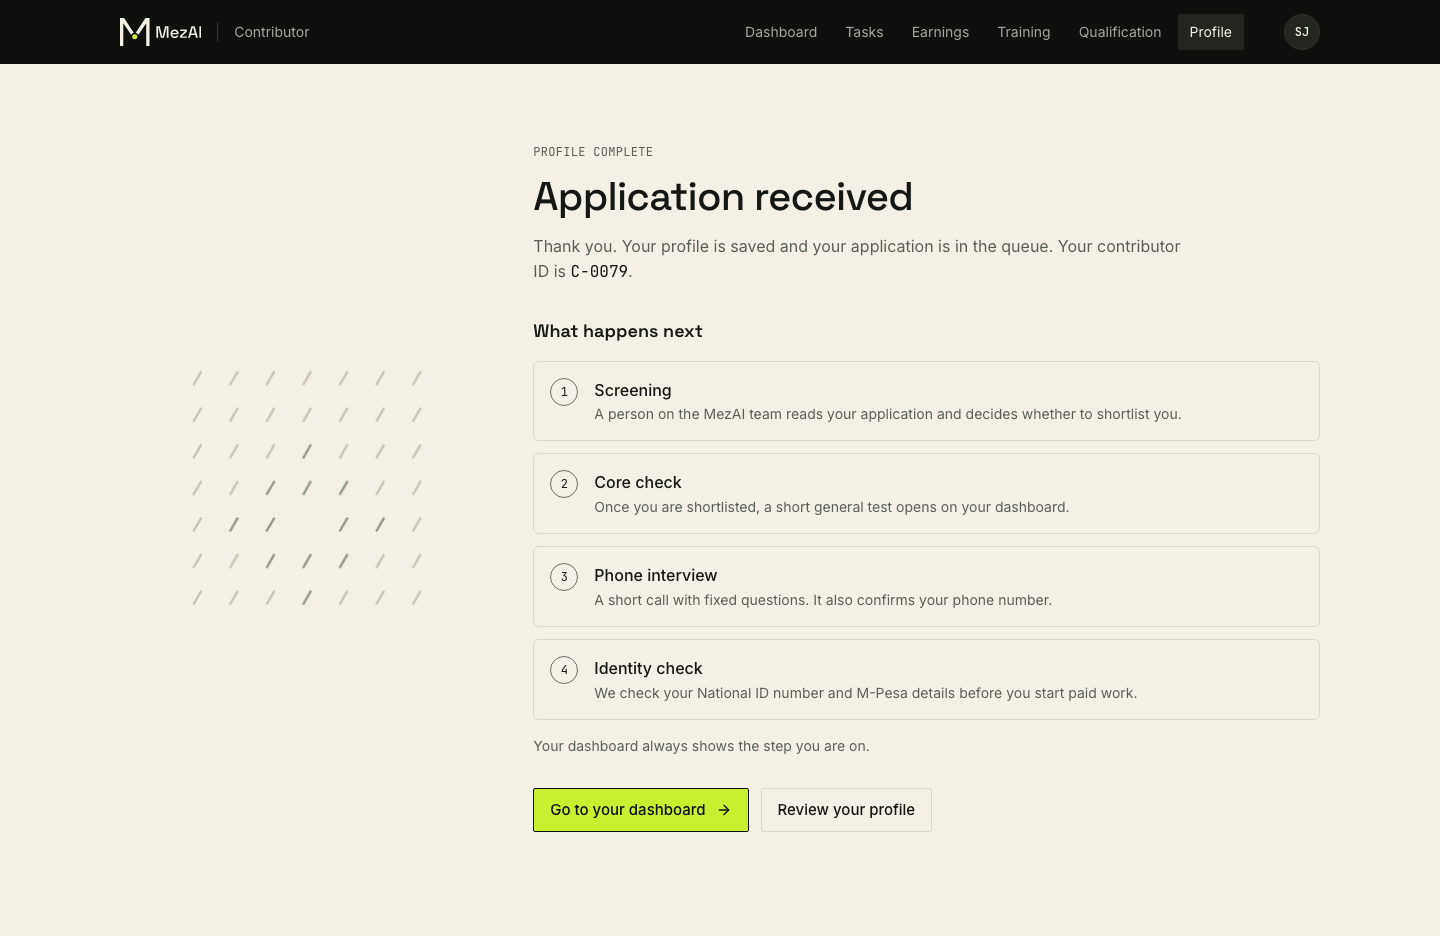 MezAI
Contributor
Dashboard
Tasks
Earnings
Training
Qualification
Profile
SJ
PROFILE COMPLETE
Application received
Thank you. Your profile is saved and your application is in the queue. Your contributor
ID is C-0079.
What happens next
1
Screening
A person on the MezAI team reads your application and decides whether to shortlist you.
2
Core check
Once you are shortlisted, a short general test opens on your dashboard.
3
Phone interview
A short call with fixed questions. It also confirms your phone number.
4
Identity check
We check your National ID number and M-Pesa details before you start paid work.
Your dashboard always shows the step you are on.
Go to your dashboard →
Review your profile